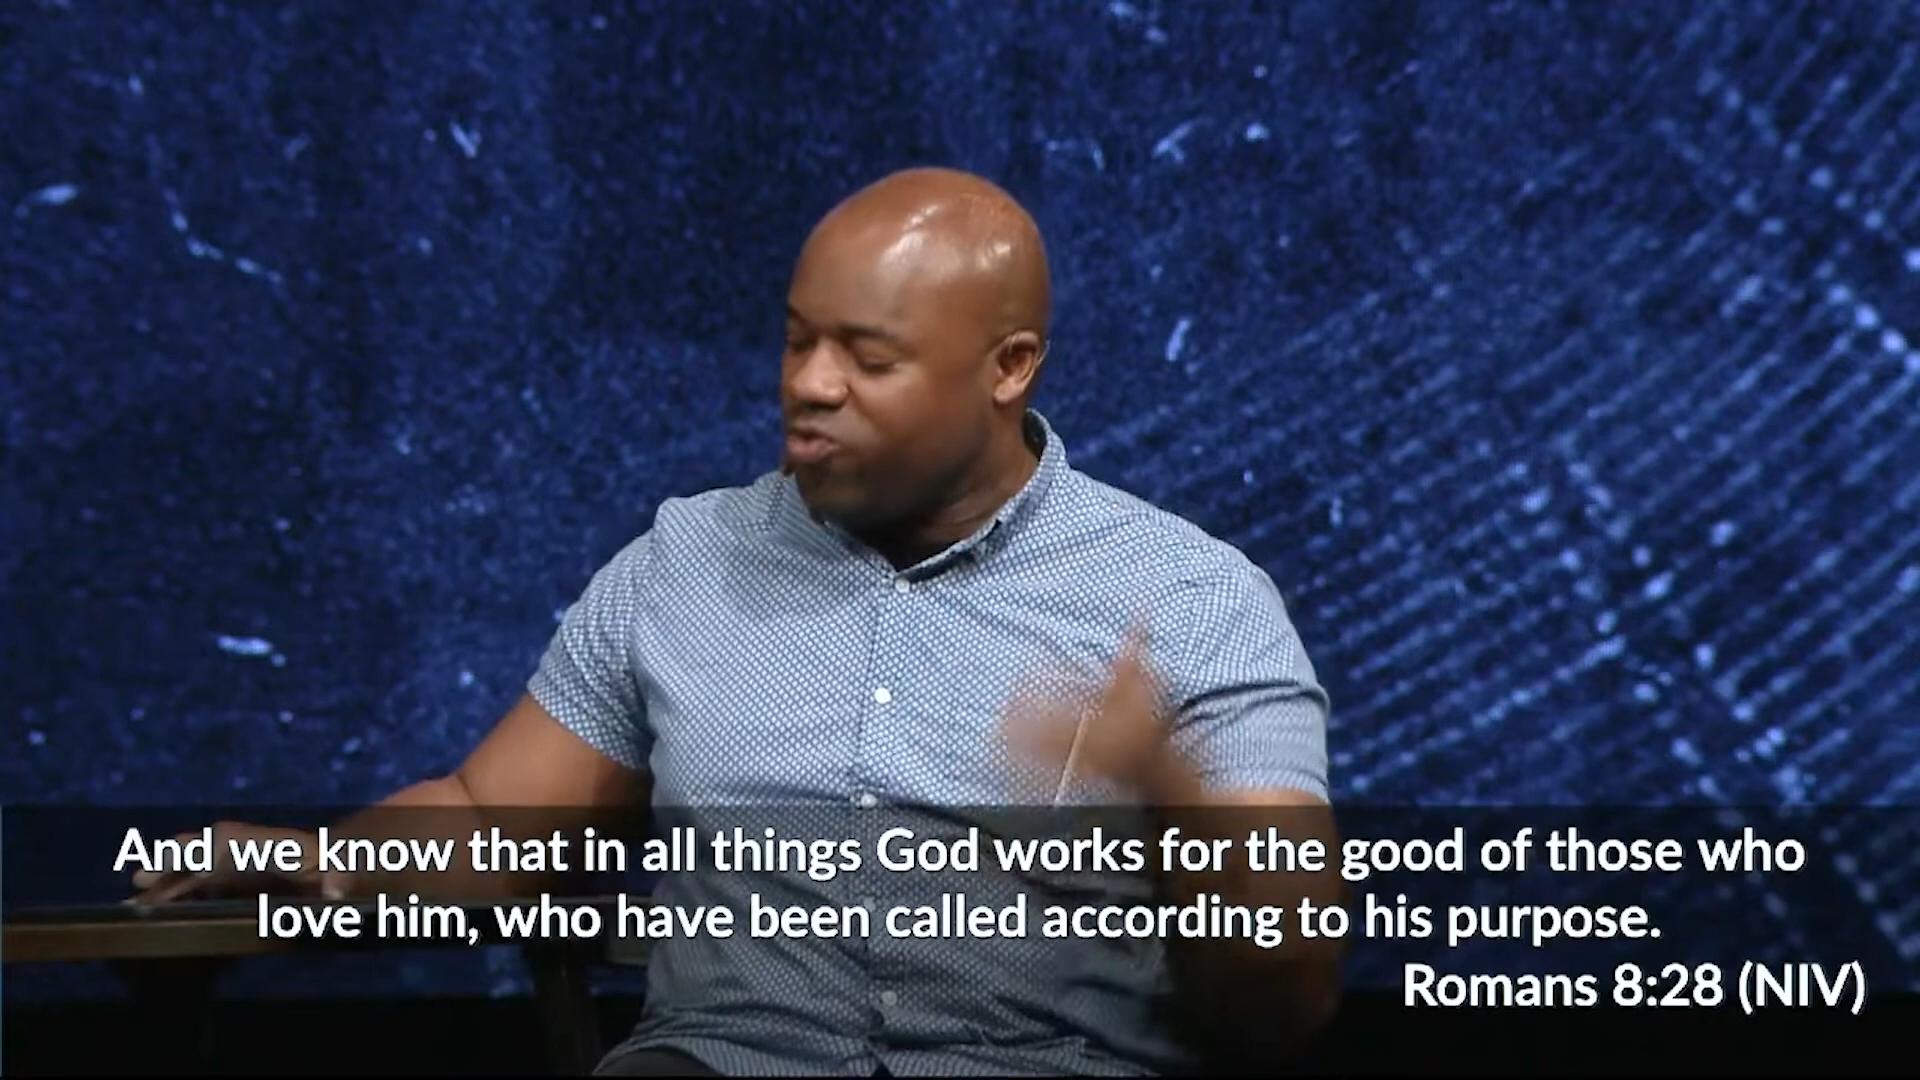 And we know that in all things God works for the good of those who
love him, who have been called according to his purpose.
Romans 8:28 (NIV)